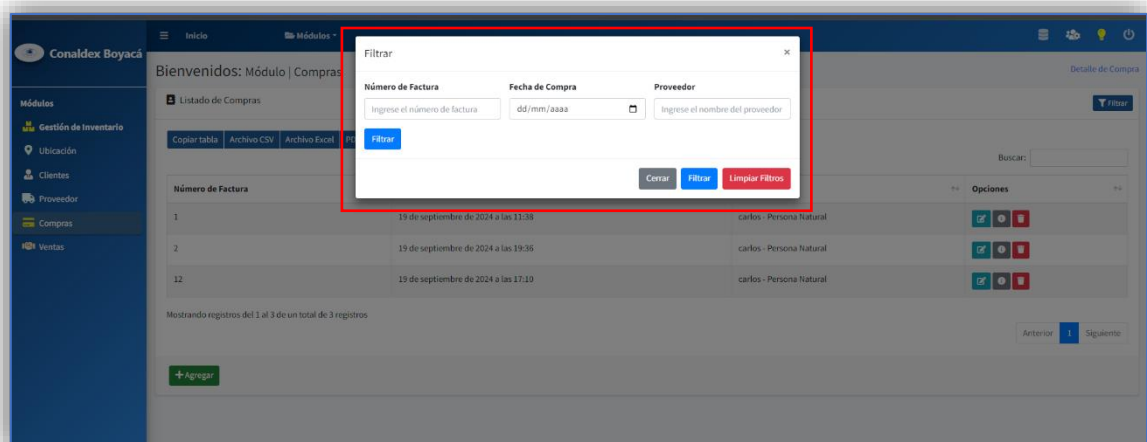 Conaldex Boyacá
Inicio
Módulos
Bienvenidos: Módulo | Compras
Detalle de Compra
Módulos
Gestión de Inventario
Ubicación
Clientes
Proveedor
Compras
Ventas
Listado de Compras
Filtrar
Filtrar
×
Número de Factura Fecha de Compra Proveedor
Ingrese el número de factura dd/mm/aaaa Ingrese el nombre del proveedor
Filtrar
Cerrar Filtrar Limpiar Filtros
Copiar tabla Archivo CSV Archivo Excel
Buscar:
Número de Factura Opciones
1 19 de septiembre de 2024 a las 11:38 carlos - Persona Natural
2 19 de septiembre de 2024 a las 19:36 carlos - Persona Natural
12 19 de septiembre de 2024 a las 17:10 carlos - Persona Natural
Mostrando registros del 1 al 3 de un total de 3 registros
Anterior 1 Siguiente
+ Agregar